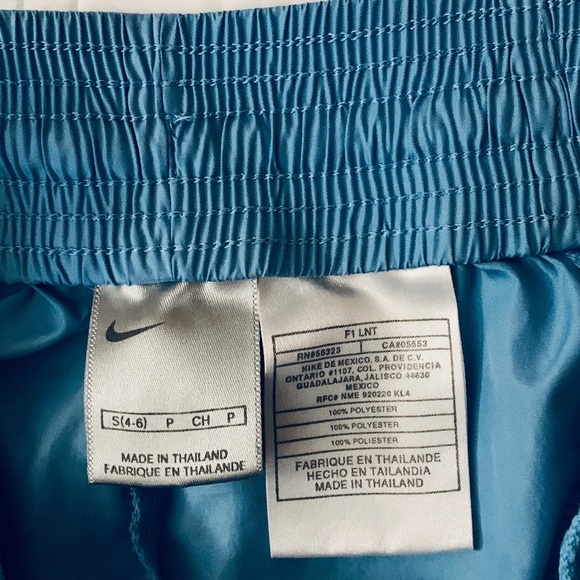 S(4-6) P CH P
MADE IN THAILAND
FABRIQUE EN THAILANDE
F1 LNT
RN#56323 CA#05553
NIKE DE MEXICO, S.A. DE C.V.
ONTARIO #1107, COL. PROVIDENCIA
GUADALAJARA, JALISCO 44630
MEXICO
RFC# NME 920220 KL4
100% POLYESTER
100% POLYESTER
100% POLIESTER
FABRIQUE EN THAILANDE
HECHO EN TAILANDIA
MADE IN THAILAND